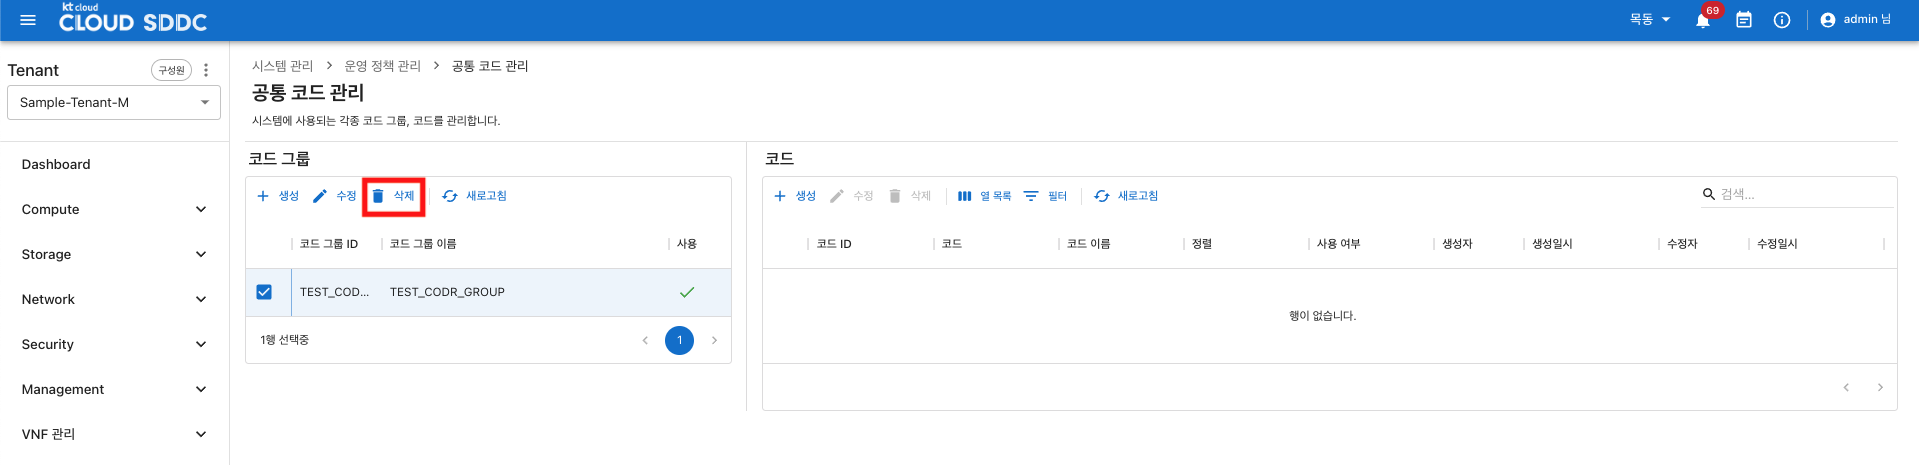 kt cloud
CLOUD SDDC
목동
69
admin 님
Tenant
구성원
Sample-Tenant-M
Dashboard
Compute
Storage
Network
Security
Management
VNF 관리
시스템 관리 > 운영 정책 관리 > 공통 코드 관리
공통 코드 관리
시스템에 사용되는 각종 코드 그룹, 코드를 관리합니다.
코드 그룹
생성 수정 삭제 새로고침
코드 그룹 ID 코드 그룹 이름 사용
TEST_COD... TEST_CODR_GROUP
1행 선택중
1
코드
생성 수정 삭제 열 목록 필터 새로고침
검색...
코드 ID 코드 코드 이름 정렬 사용 여부 생성자 생성일시 수정자 수정일시
행이 없습니다.